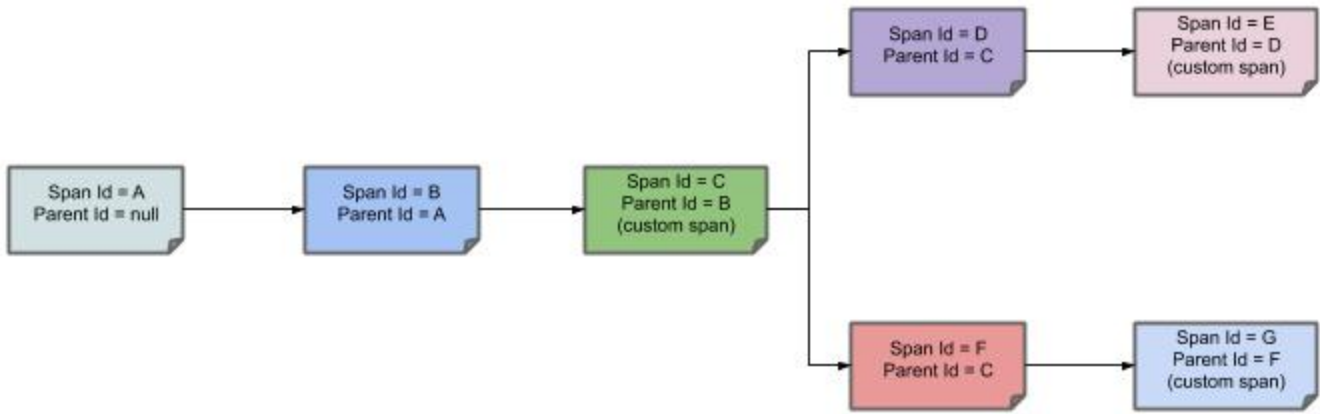 Span Id = A
Parent Id = null
Span Id = B
Parent Id = A
Span Id = C
Parent Id = B
(custom span)
Span Id = D
Parent Id = C
Span Id = E
Parent Id = D
(custom span)
Span Id = F
Parent Id = C
Span Id = G
Parent Id = F
(custom span)